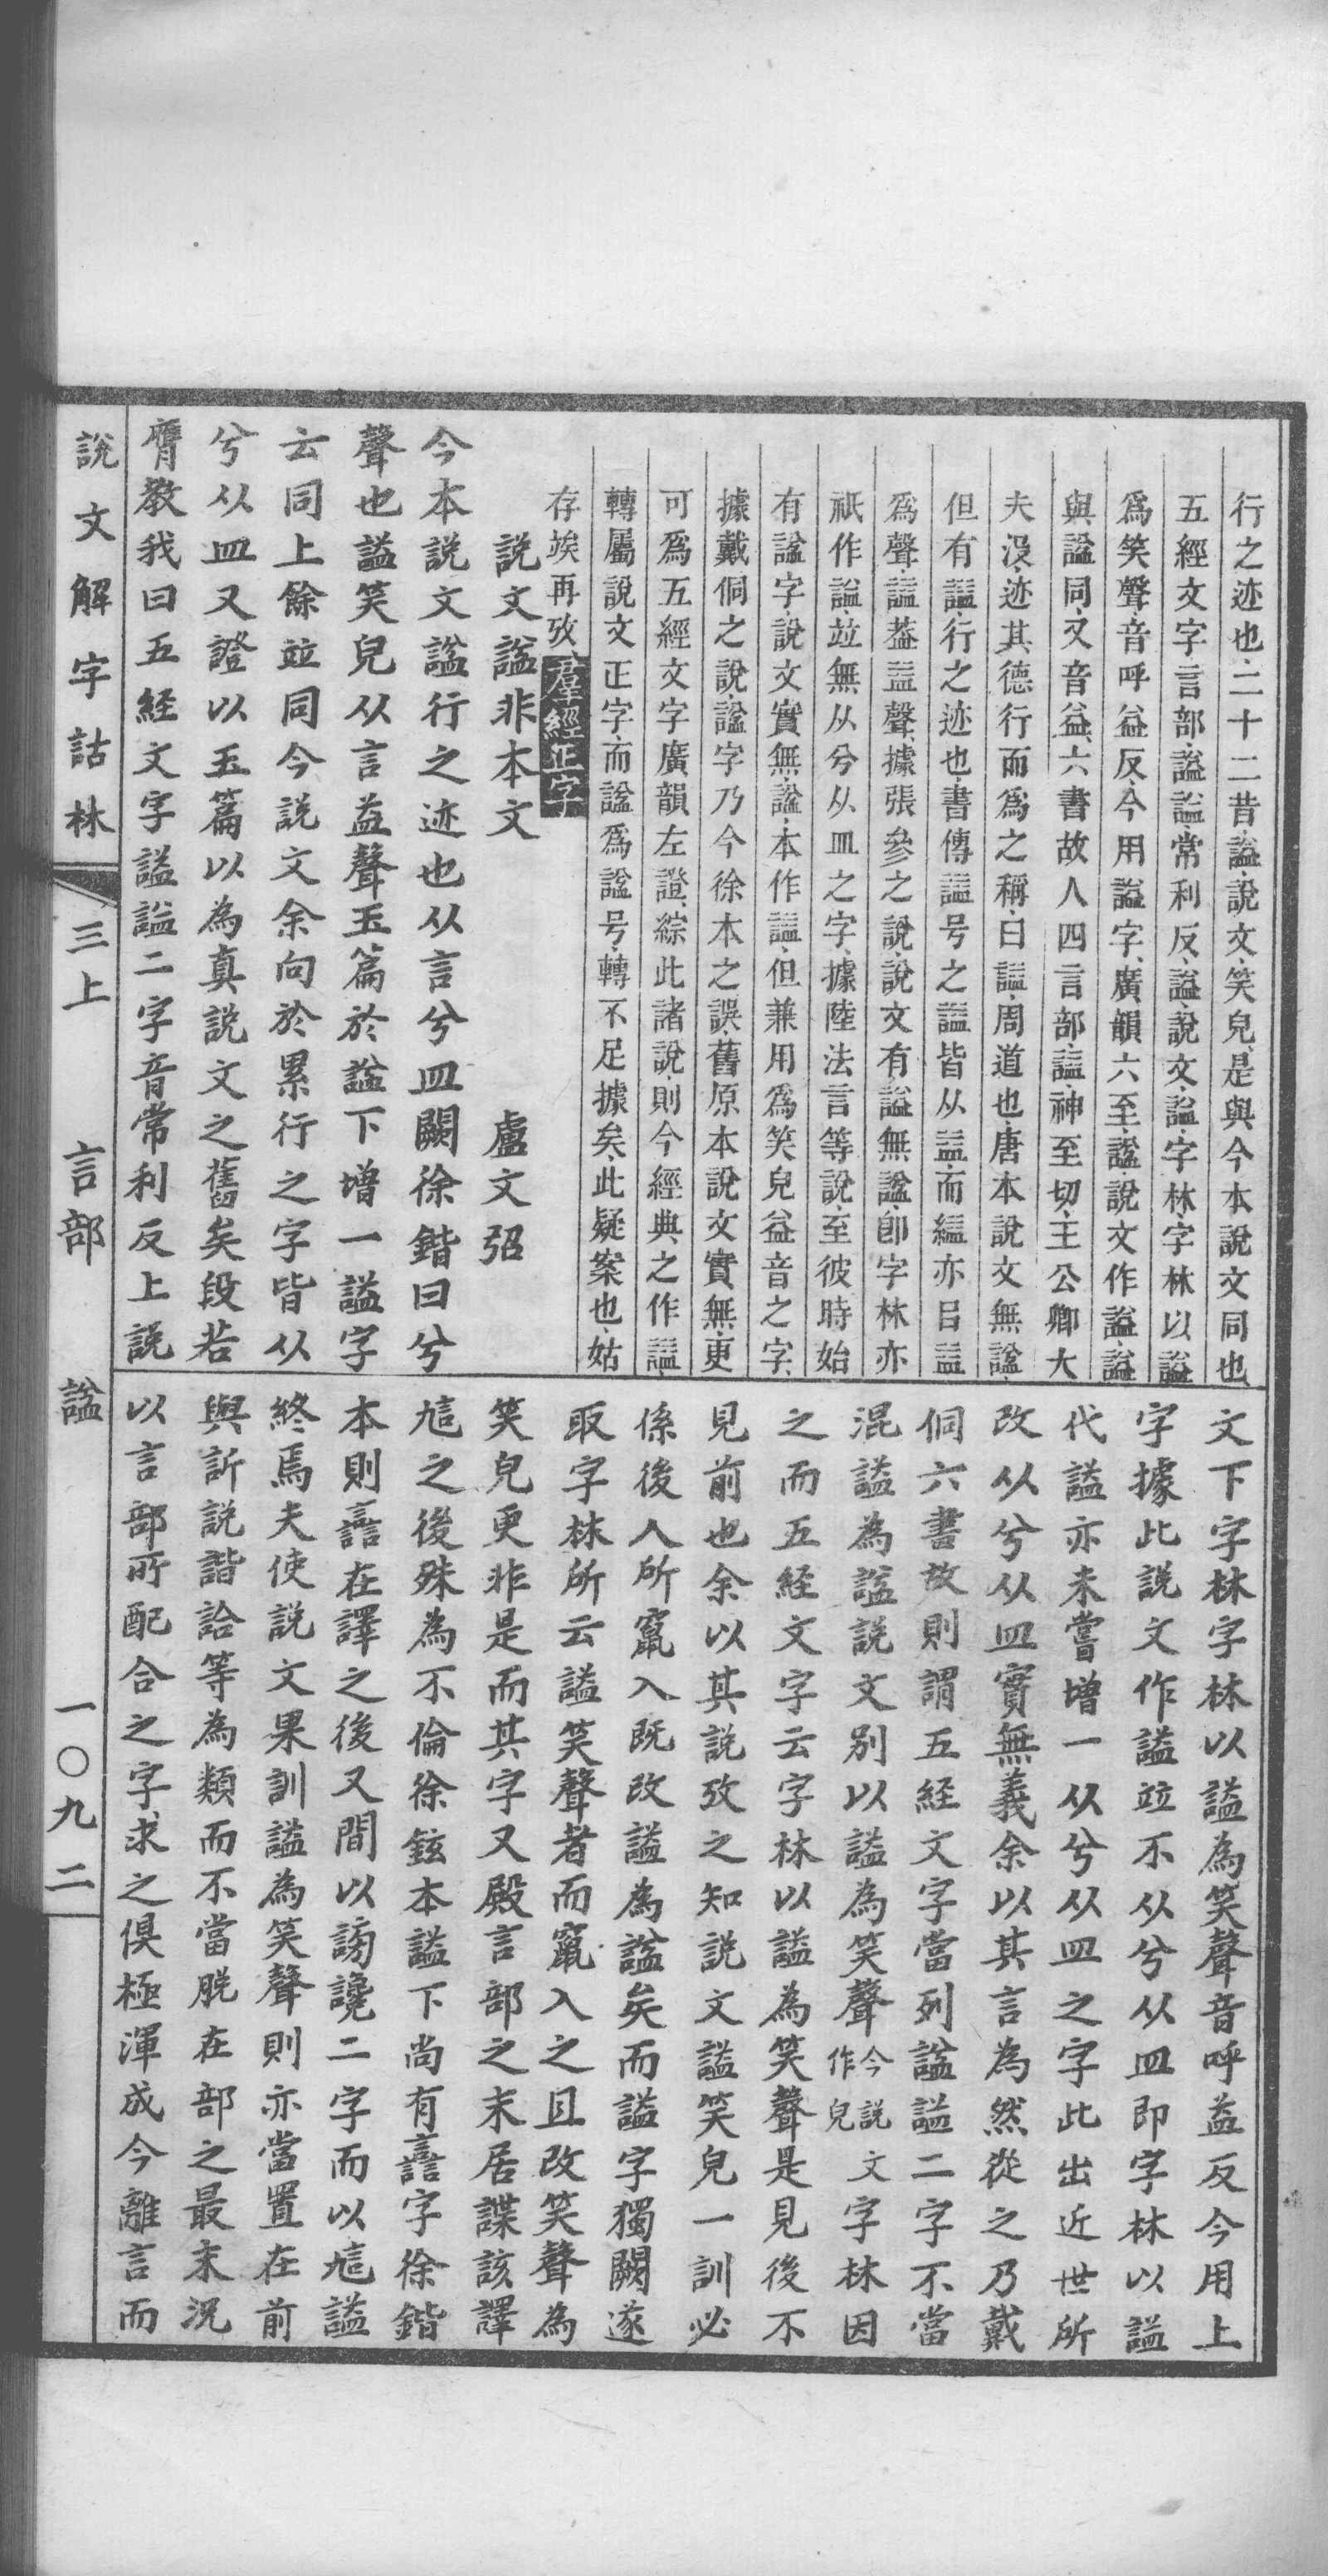 行之迹也、二十二昔、謚、說文、笑皃、是與今本說文同也、
五經文字言部、謚諡、常利反、謚、說文、諡、字林、字林以謚
爲笑聲、音呼益反、今用謚字、廣韻六至、諡、說文作謚、謚
與諡同、又音益、六書故人四言部、諡、神至切、王公卿大
夫沒、迹其德行而爲之稱、曰諡、周道也、唐本說文無諡、
但有謚、行之迹也、書傳謚号之謚皆从益、而縊亦㠯益
爲聲、謚葢益聲、據張參之說、說文有謚無諡、卽字林亦
祇作謚、竝無从兮从皿之字、據陸法言等說、至彼時始
有諡字、說文實無諡、本作謚、但兼用爲笑皃益音之字、
據戴侗之說、諡字乃今徐本之誤、舊原本說文實無、更
可爲五經文字廣韻左證、綜此諸說、則今經典之作謚、
轉屬說文正字、而諡爲諡号、轉不足據矣、此疑案也、姑
存竢再攷、羣經正字
說文諡非本文　盧文弨
今本說文諡行之迹也从言兮皿闕徐鍇曰兮
聲也謚笑皃从言益聲玉篇於諡下增一謚字
云同上餘竝同今說文余向於累行之字皆从
兮从皿又證以玉篇以為真說文之舊矣段若
膺敎我曰五經文字謚諡二字音常利反上說
文下字林字林以謚為笑聲音呼益反今用上
字據此說文作謚竝不从兮从皿即字林以謚
代謚亦未嘗增一从兮从皿之字此出近世所
改从兮从皿實無義余以其言為然從之乃戴
侗六書故則謂五經文字當列諡謚二字不當
混謚為諡說文別以謚為笑聲今說文作皃字林因
之而五經文字云字林以謚為笑聲是見後不
見前也余以其說攷之知說文謚笑皃一訓必
係後人所竄入既改謚為諡矣而謚字獨闕遂
取字林所云謚笑聲者而竄入之且改笑聲為
笑皃更非是而其字又殿言部之末居諜該譯
訄之後殊為不倫徐鉉本謚下尚有譶字徐鍇
本則譶在譯之後又間以謭讒二字而以訄謚
終焉夫使說文果訓謚為笑聲則亦當置在前
與訢說諧詥等為類而不當脫在部之最末況
以言部所配合之字求之俱極渾成今離言而
說文解字詁林　三上　言部　諡　一〇九二